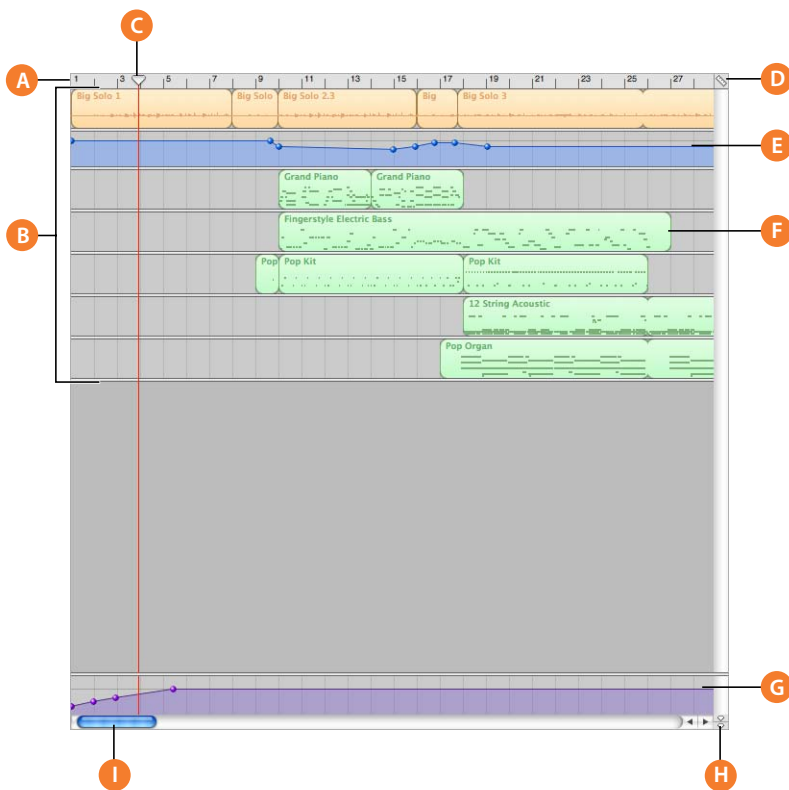 C
A
1 3 5 7 9 11 13 15 17 19 21 23 25 27
D
Big Solo 1 Big Solo Big Solo 2.3 Big Big Solo 3
E
Grand Piano Grand Piano
B
Fingerstyle Electric Bass
F
Pop Pop Kit Pop Kit
12 String Acoustic
Pop Organ
G
I
H